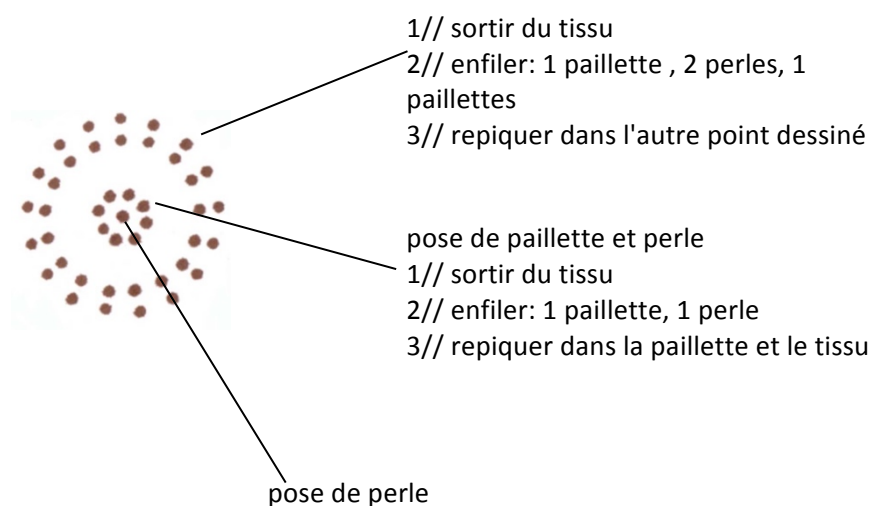 1// sortir du tissu
2// enfiler: 1 paillette , 2 perles, 1
paillettes
3// repiquer dans l'autre point dessiné
pose de paillette et perle
1// sortir du tissu
2// enfiler: 1 paillette, 1 perle
3// repiquer dans la paillette et le tissu
pose de perle